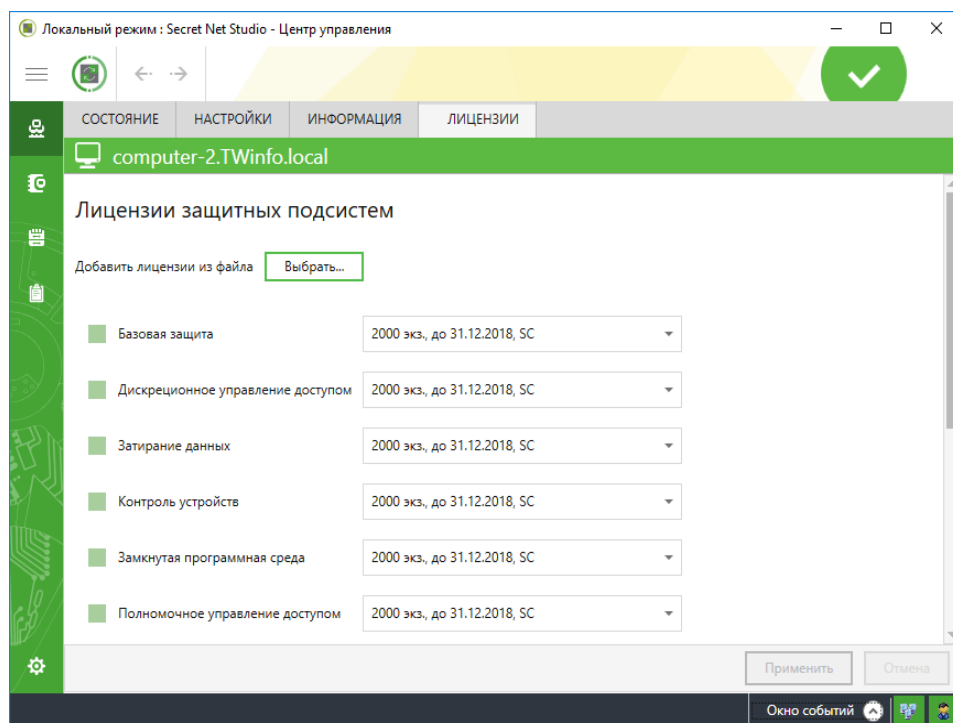 Локальный режим : Secret Net Studio - Центр управления
СОСТОЯНИЕ НАСТРОЙКИ ИНФОРМАЦИЯ ЛИЦЕНЗИИ
computer-2.TWinfo.local
Лицензии защитных подсистем
Добавить лицензии из файла Выбрать...
Базовая защита 2000 экз., до 31.12.2018, SC
Дискреционное управление доступом 2000 экз., до 31.12.2018, SC
Затирание данных 2000 экз., до 31.12.2018, SC
Контроль устройств 2000 экз., до 31.12.2018, SC
Замкнутая программная среда 2000 экз., до 31.12.2018, SC
Полномочное управление доступом 2000 экз., до 31.12.2018, SC
Применить Отмена
Окно событий